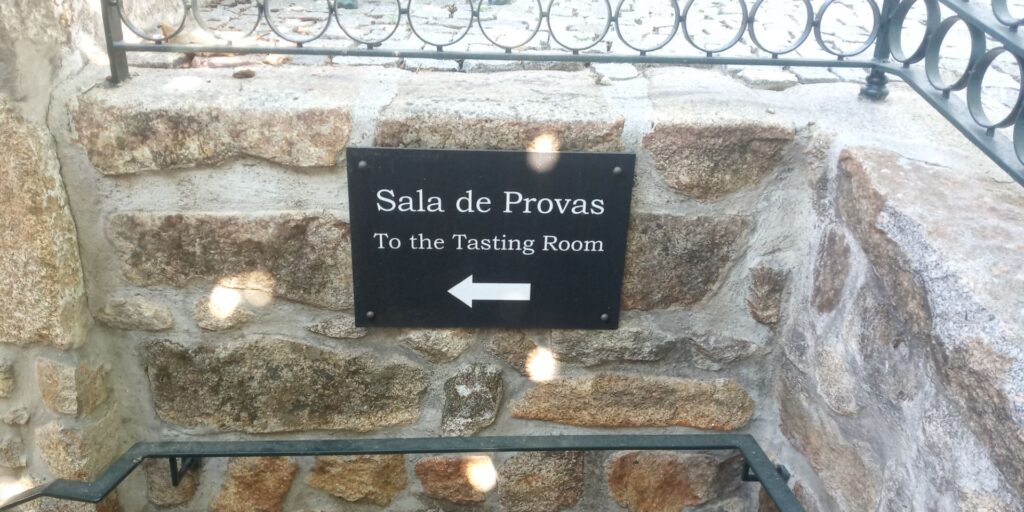 Sala de Provas
To the Tasting Room